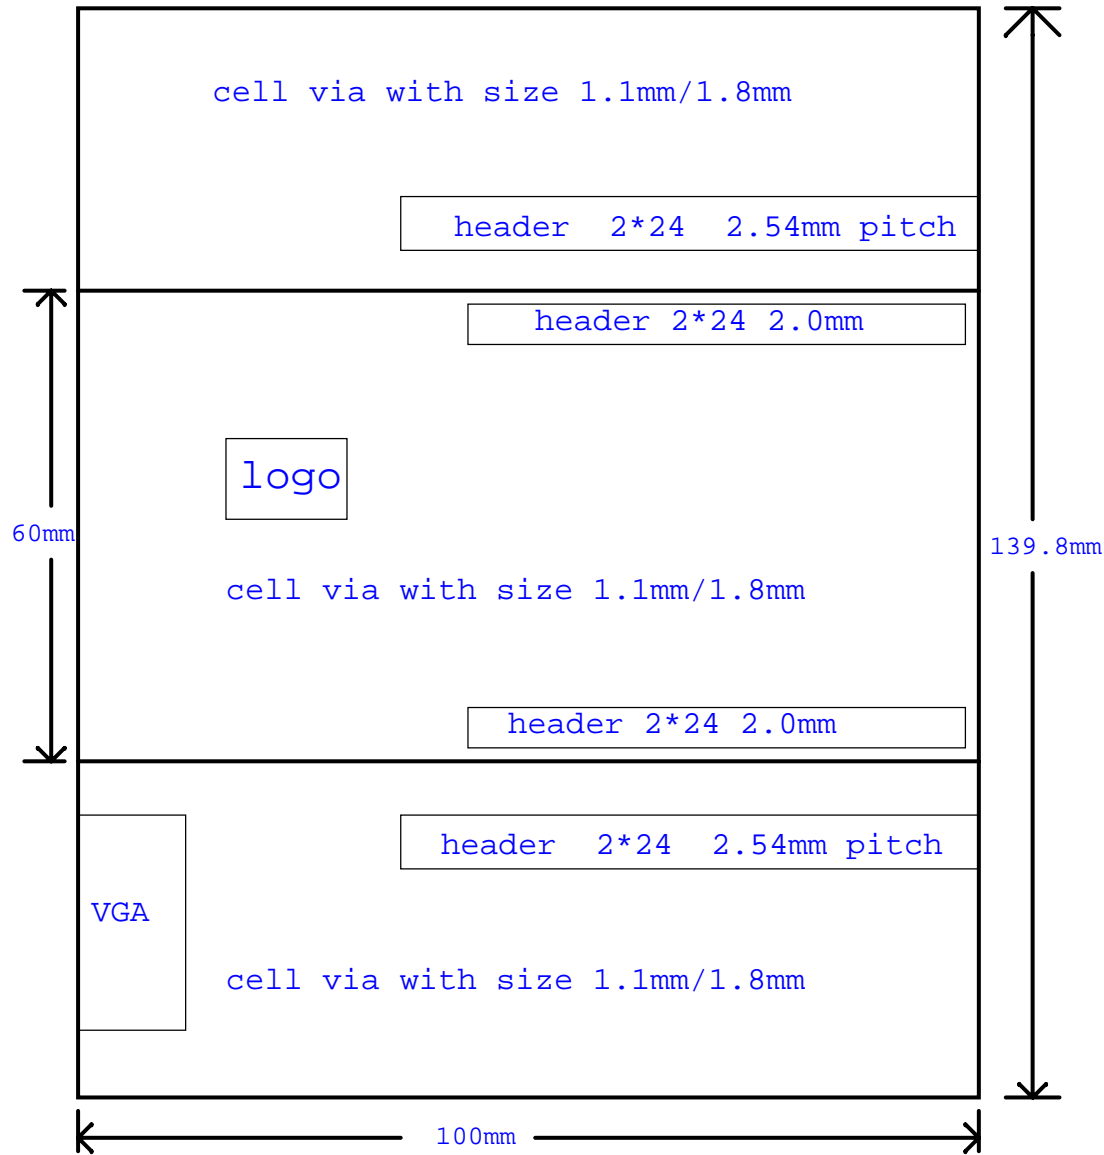 cell via with size 1.1mm/1.8mm
header 2*24 2.54mm pitch
header 2*24 2.0mm
logo
60mm
139.8mm
cell via with size 1.1mm/1.8mm
header 2*24 2.0mm
header 2*24 2.54mm pitch
VGA
cell via with size 1.1mm/1.8mm
100mm